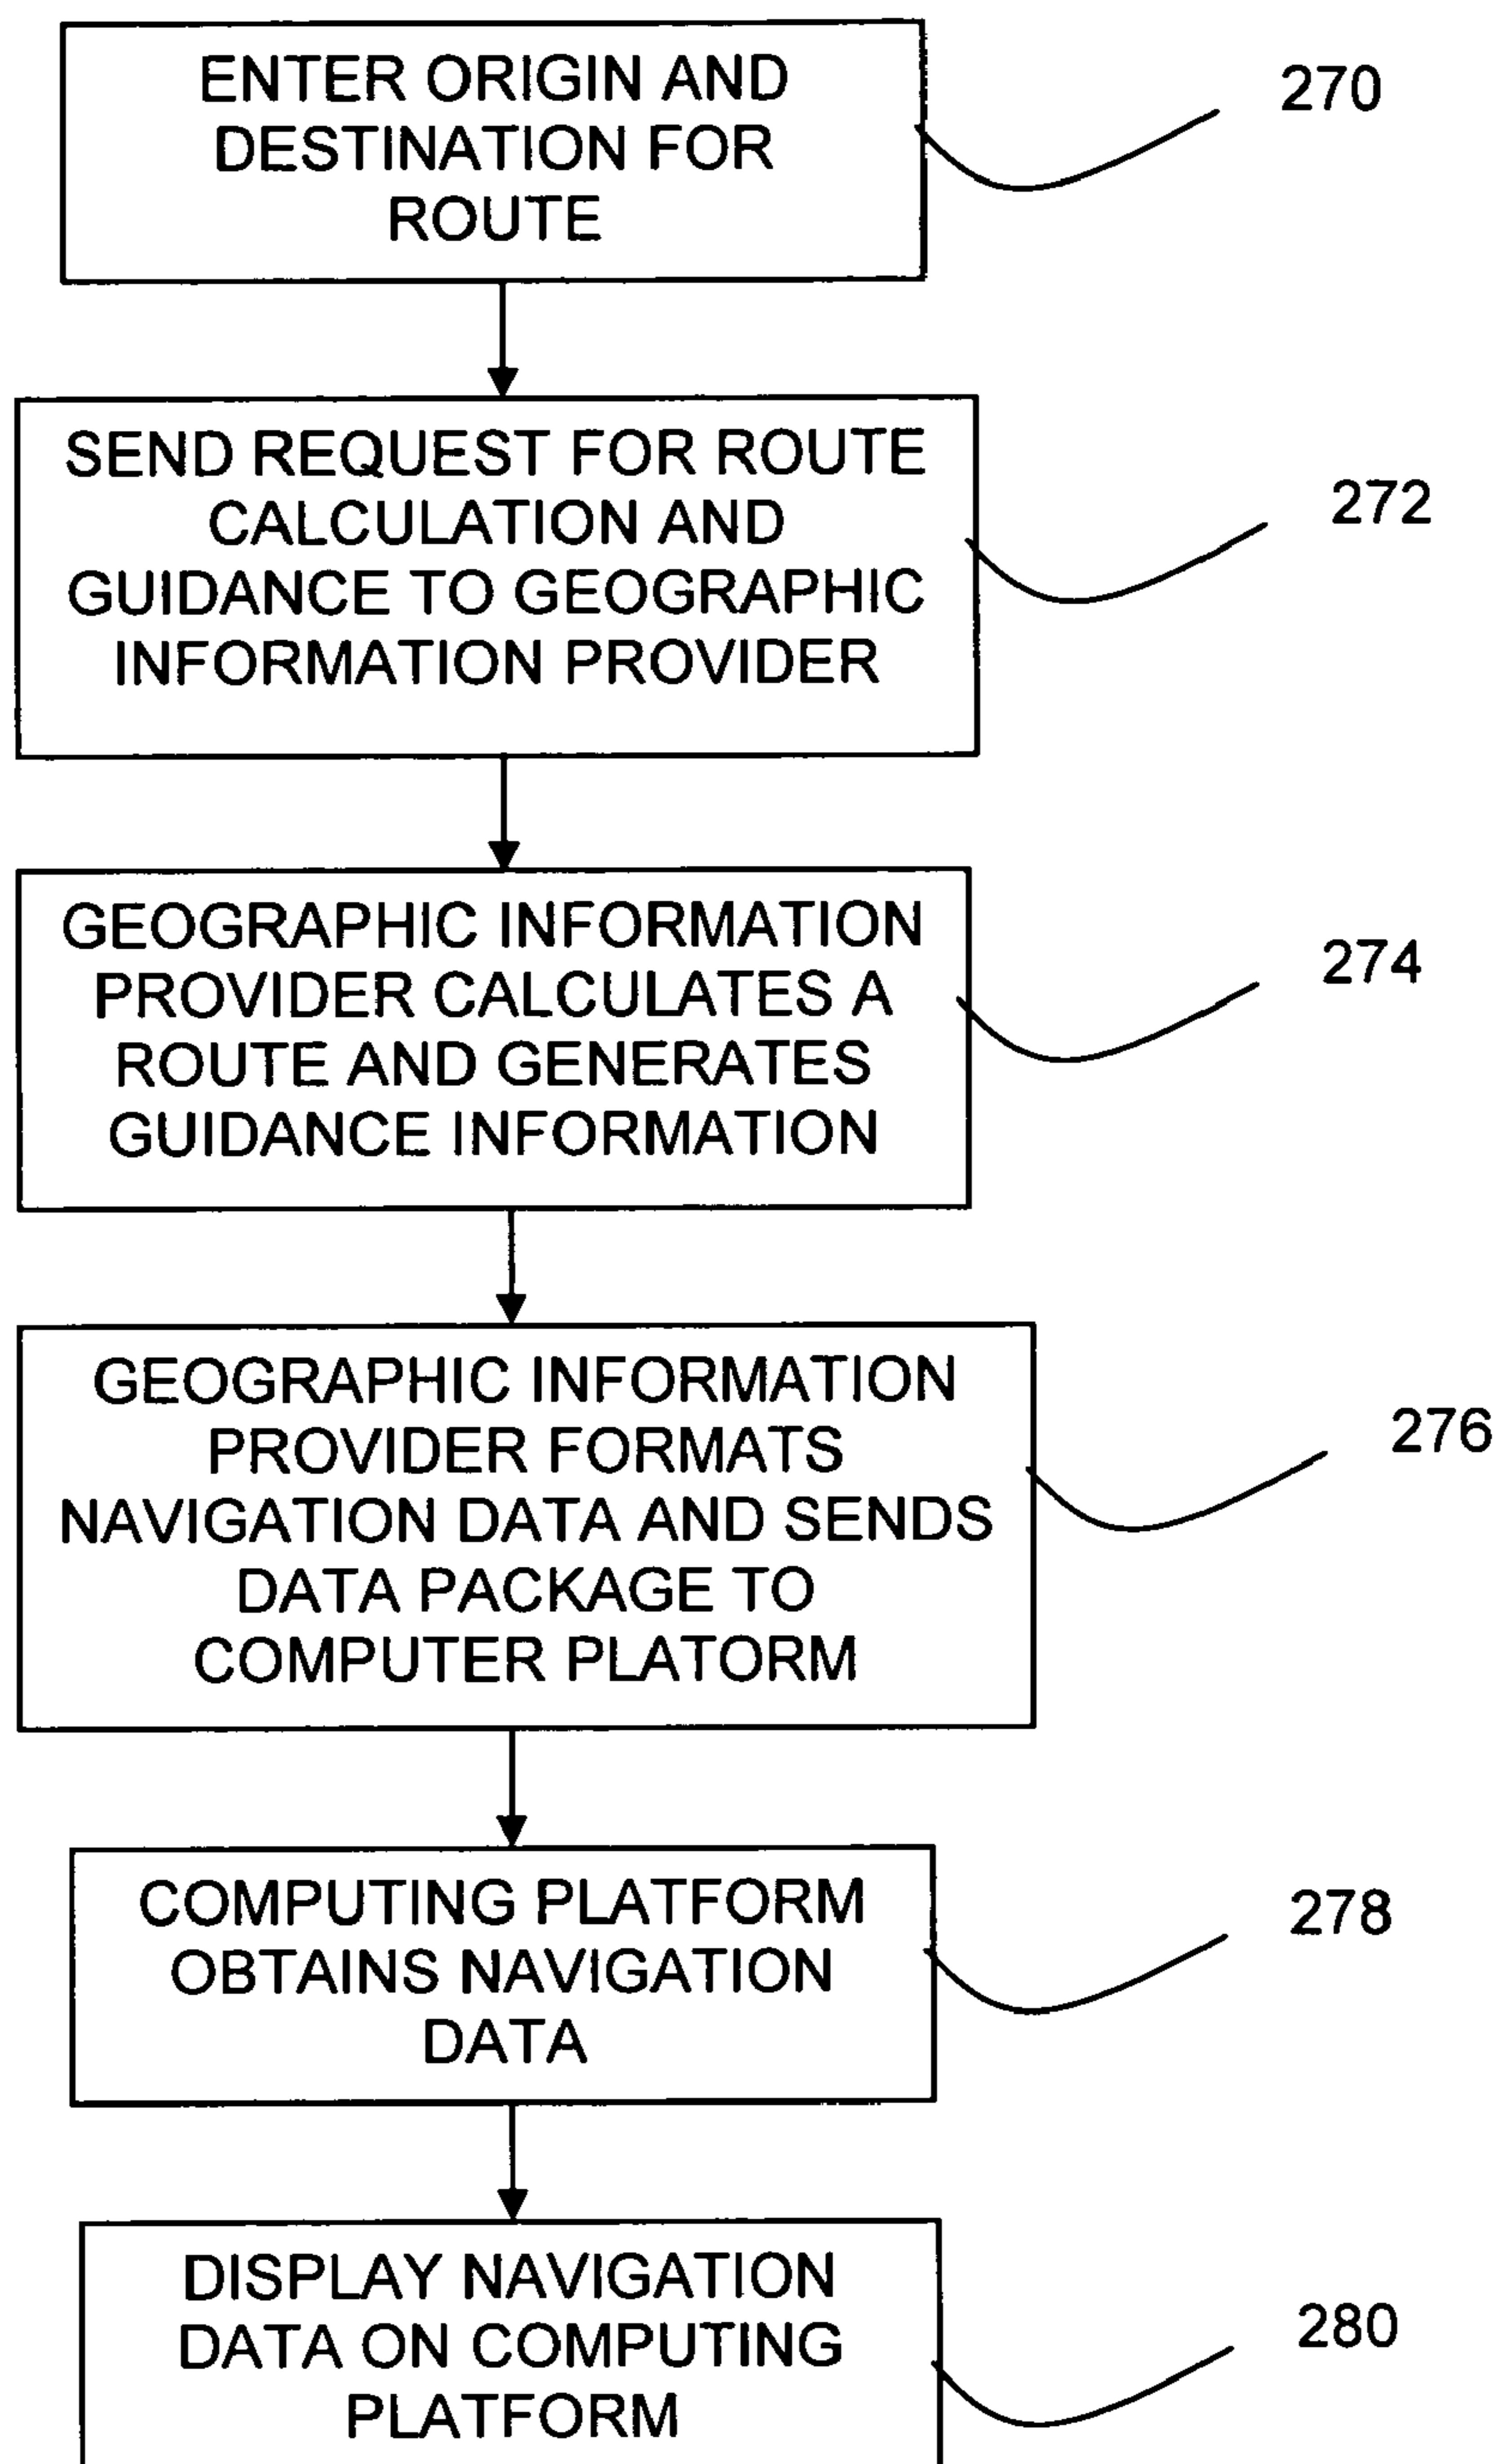 ENTER ORIGIN AND
DESTINATION FOR
ROUTE
270
SEND REQUEST FOR ROUTE
CALCULATION AND
GUIDANCE TO GEOGRAPHIC
INFORMATION PROVIDER
272
GEOGRAPHIC INFORMATION
PROVIDER CALCULATES A
ROUTE AND GENERATES
GUIDANCE INFORMATION
274
GEOGRAPHIC INFORMATION
PROVIDER FORMATS
NAVIGATION DATA AND SENDS
DATA PACKAGE TO
COMPUTER PLATORM
276
COMPUTING PLATFORM
OBTAINS NAVIGATION
DATA
278
DISPLAY NAVIGATION
DATA ON COMPUTING
PLATFORM
280